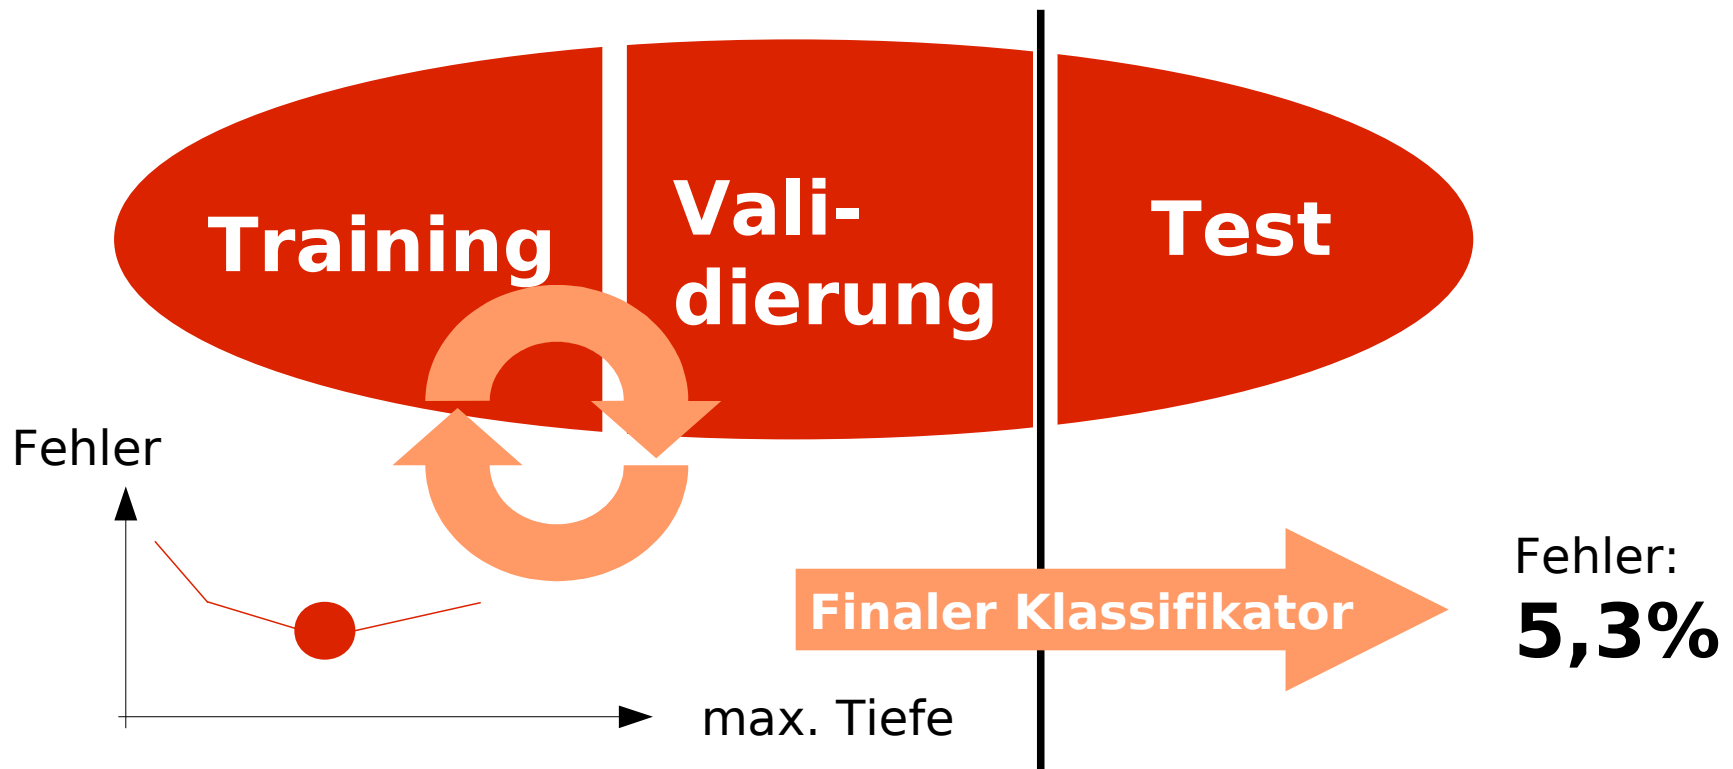 Training
Vali-
dierung
Test
Fehler
max. Tiefe
Finaler Klassifikator
Fehler:
5,3%